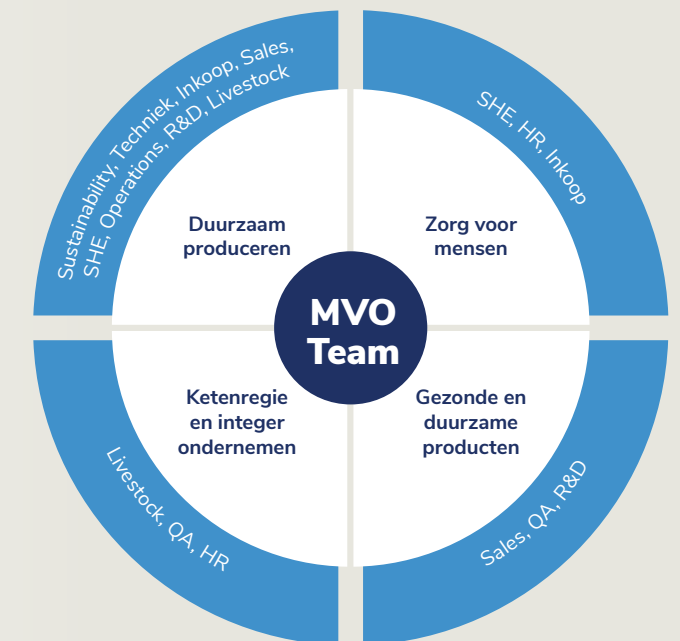 Sustainability, Techniek, Inkoop, Sales,
SHE, Operations, R&D, Livestock
SHE, HR, Inkoop
Duurzaam
produceren
Zorg voor
mensen
MVO
Team
Ketenregie
en integer
ondernemen
Gezonde en
duurzame
producten
Livestock, QA, HR
Sales, QA, R&D